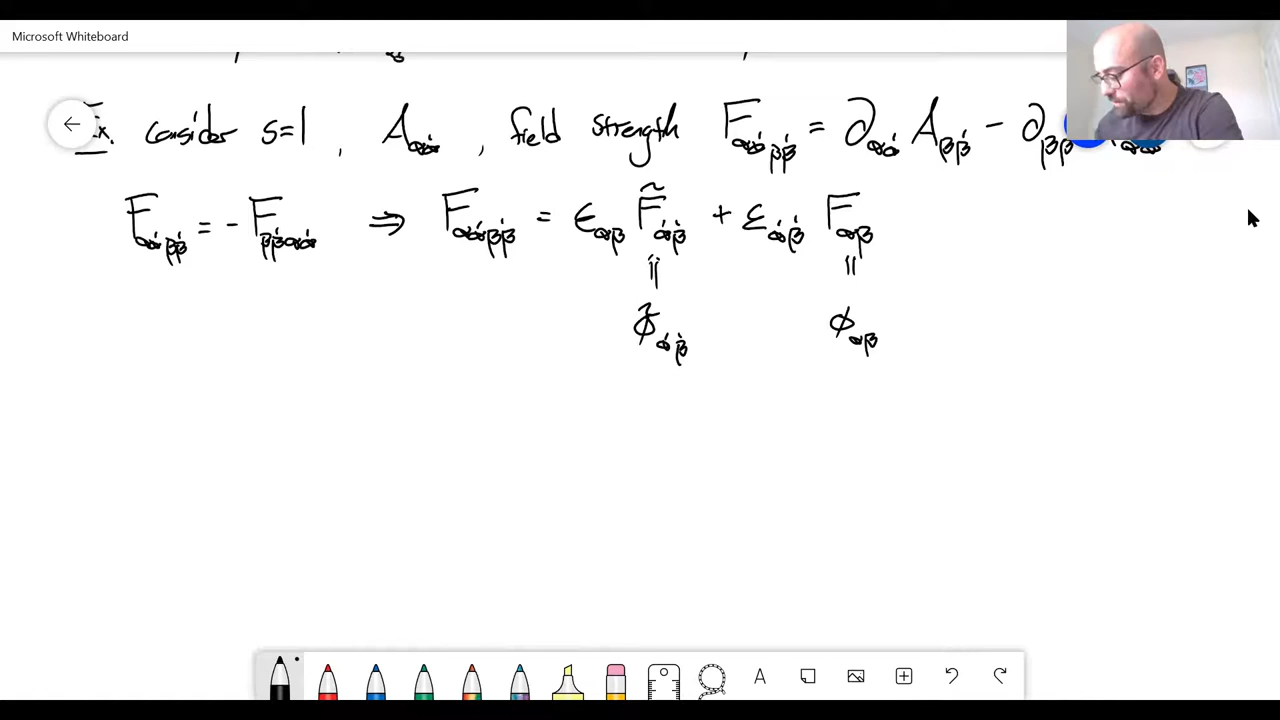 Microsoft Whiteboard
Ex. consider s=1, A_{αα̇}, field strength F_{αα̇ββ̇} = ∂_{αα̇} A_{ββ̇} − ∂_{ββ̇}
F_{αα̇ββ̇} = − F_{ββ̇αα̇} ⇒ F_{αα̇ββ̇} = ε_{αβ} F̃_{α̇β̇} + ε_{α̇β̇} F_{αβ}
|| ||
ϕ̃_{α̇β̇} ϕ_{αβ}
A